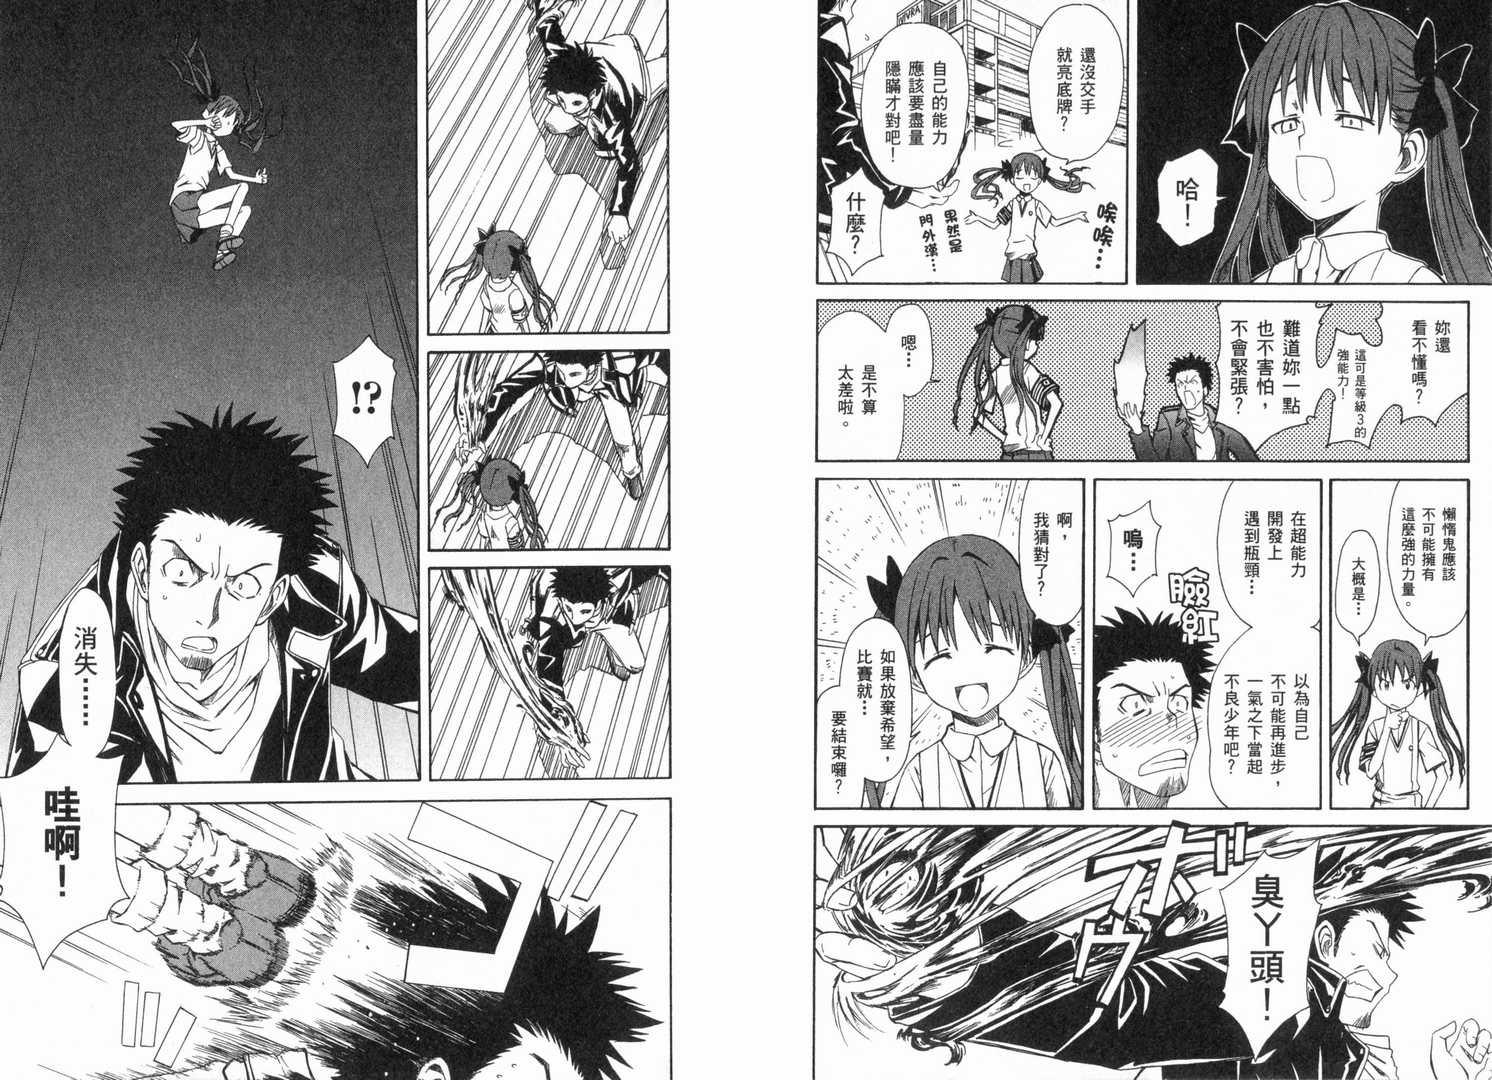 哈！
還沒交手
就亮底牌？
自己的能力
應該要盡量
隱瞞才對吧！
唉唉…
果然是
門外漢…
什麼？
妳還
看不懂嗎？
這可是等級3的
強能力！
難道妳一點
也不害怕，
不會緊張？
嗯…
是不算
太差啦。
懶惰鬼應該
不可能擁有
這麼強的力量。
大概是…
在超能力
開發上
遇到瓶頸…
以為自己
不可能再進步，
一氣之下當起
不良少年吧？
嗚…
臉紅
啊，
我猜對了？
如果放棄希望，
比賽就…
要結束囉？
臭丫頭！
ボッ
ヴ
!?
消失……
哇啊！